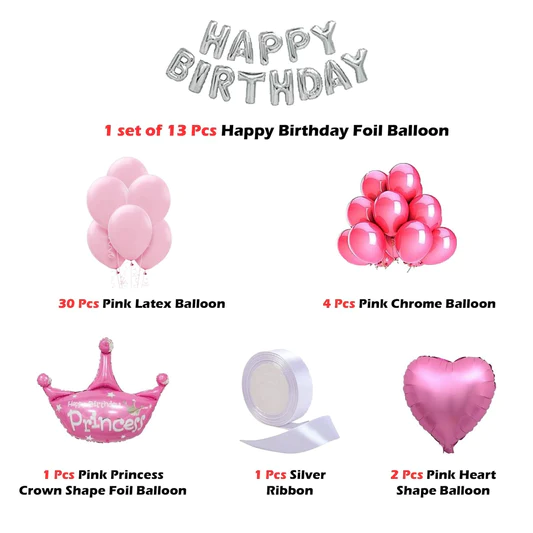 HAPPY
BIRTHDAY
1 set of 13 Pcs Happy Birthday Foil Balloon
30 Pcs Pink Latex Balloon
4 Pcs Pink Chrome Balloon
Happy Birthday
Princess
1 Pcs Pink Princess
Crown Shape Foil Balloon
1 Pcs Silver
Ribbon
2 Pcs Pink Heart
Shape Balloon